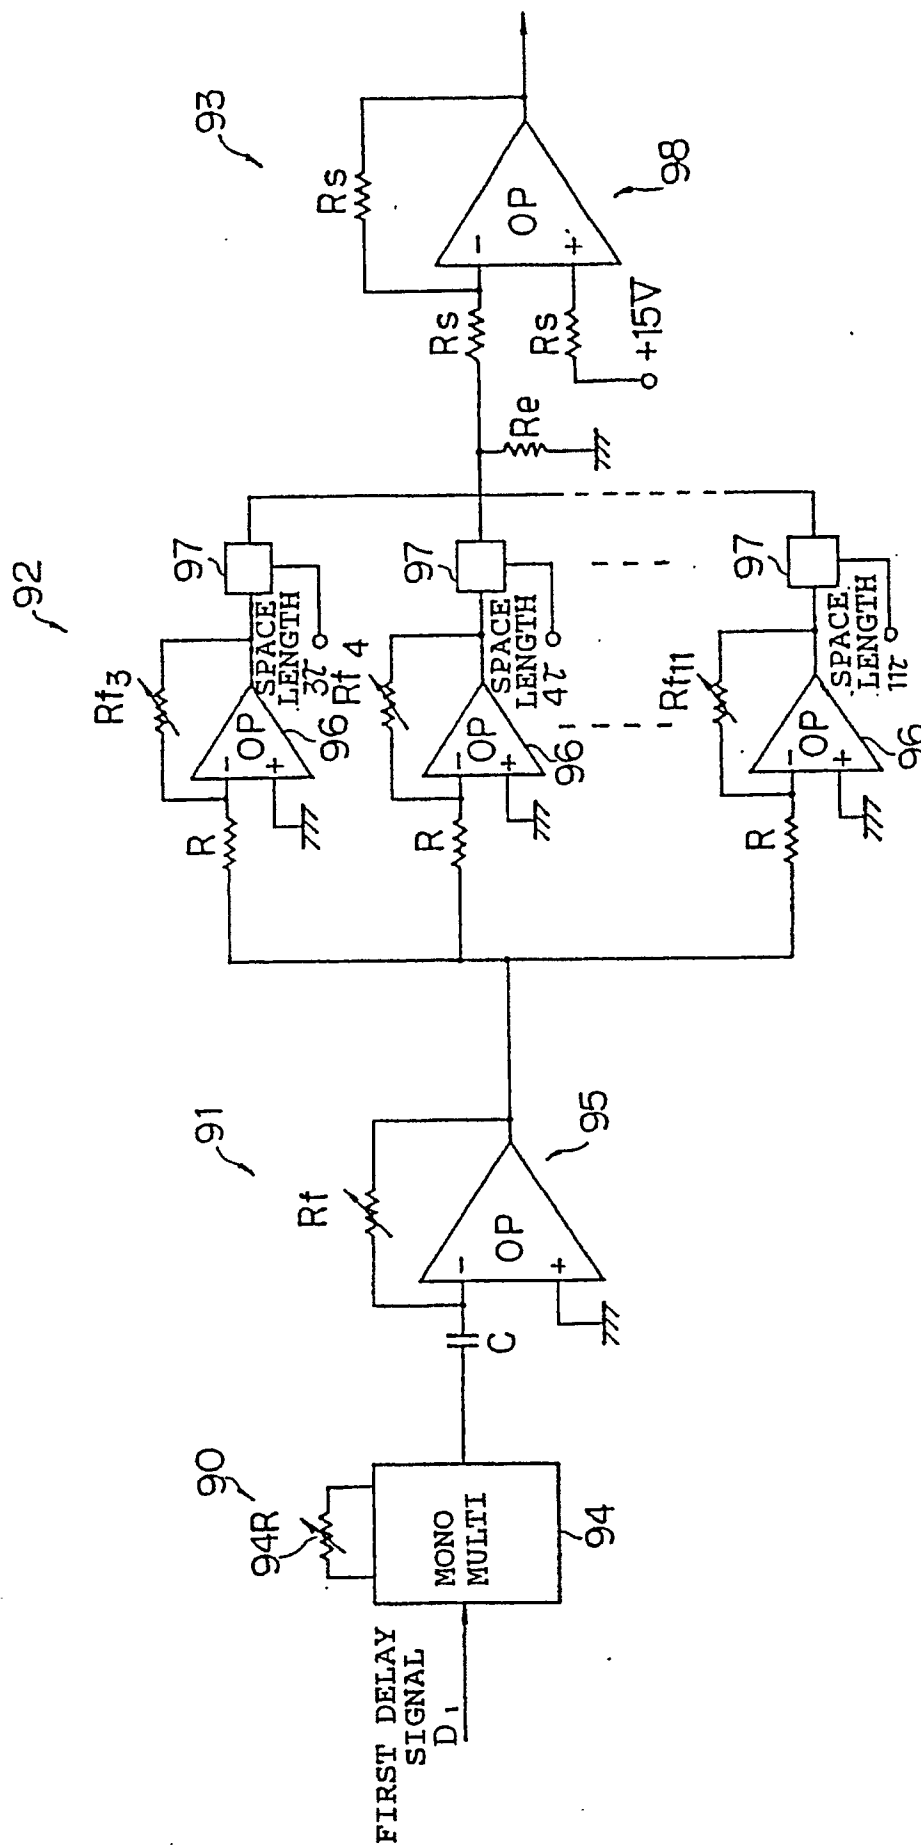 FIRST DELAY
SIGNAL
D1
90
94R
MONO
MULTI
94
91
Rf
C
OP
-
+
95
92
R
Rf3
OP
-
+
96
SPACE
LENGTH
3τ
97
R
Rf4
OP
-
+
96
SPACE
LENGTH
4τ
97
R
Rf11
OP
-
+
96
SPACE
LENGTH
11τ
97
93
Re
Rs
Rs
Rs
+15V
OP
-
+
98